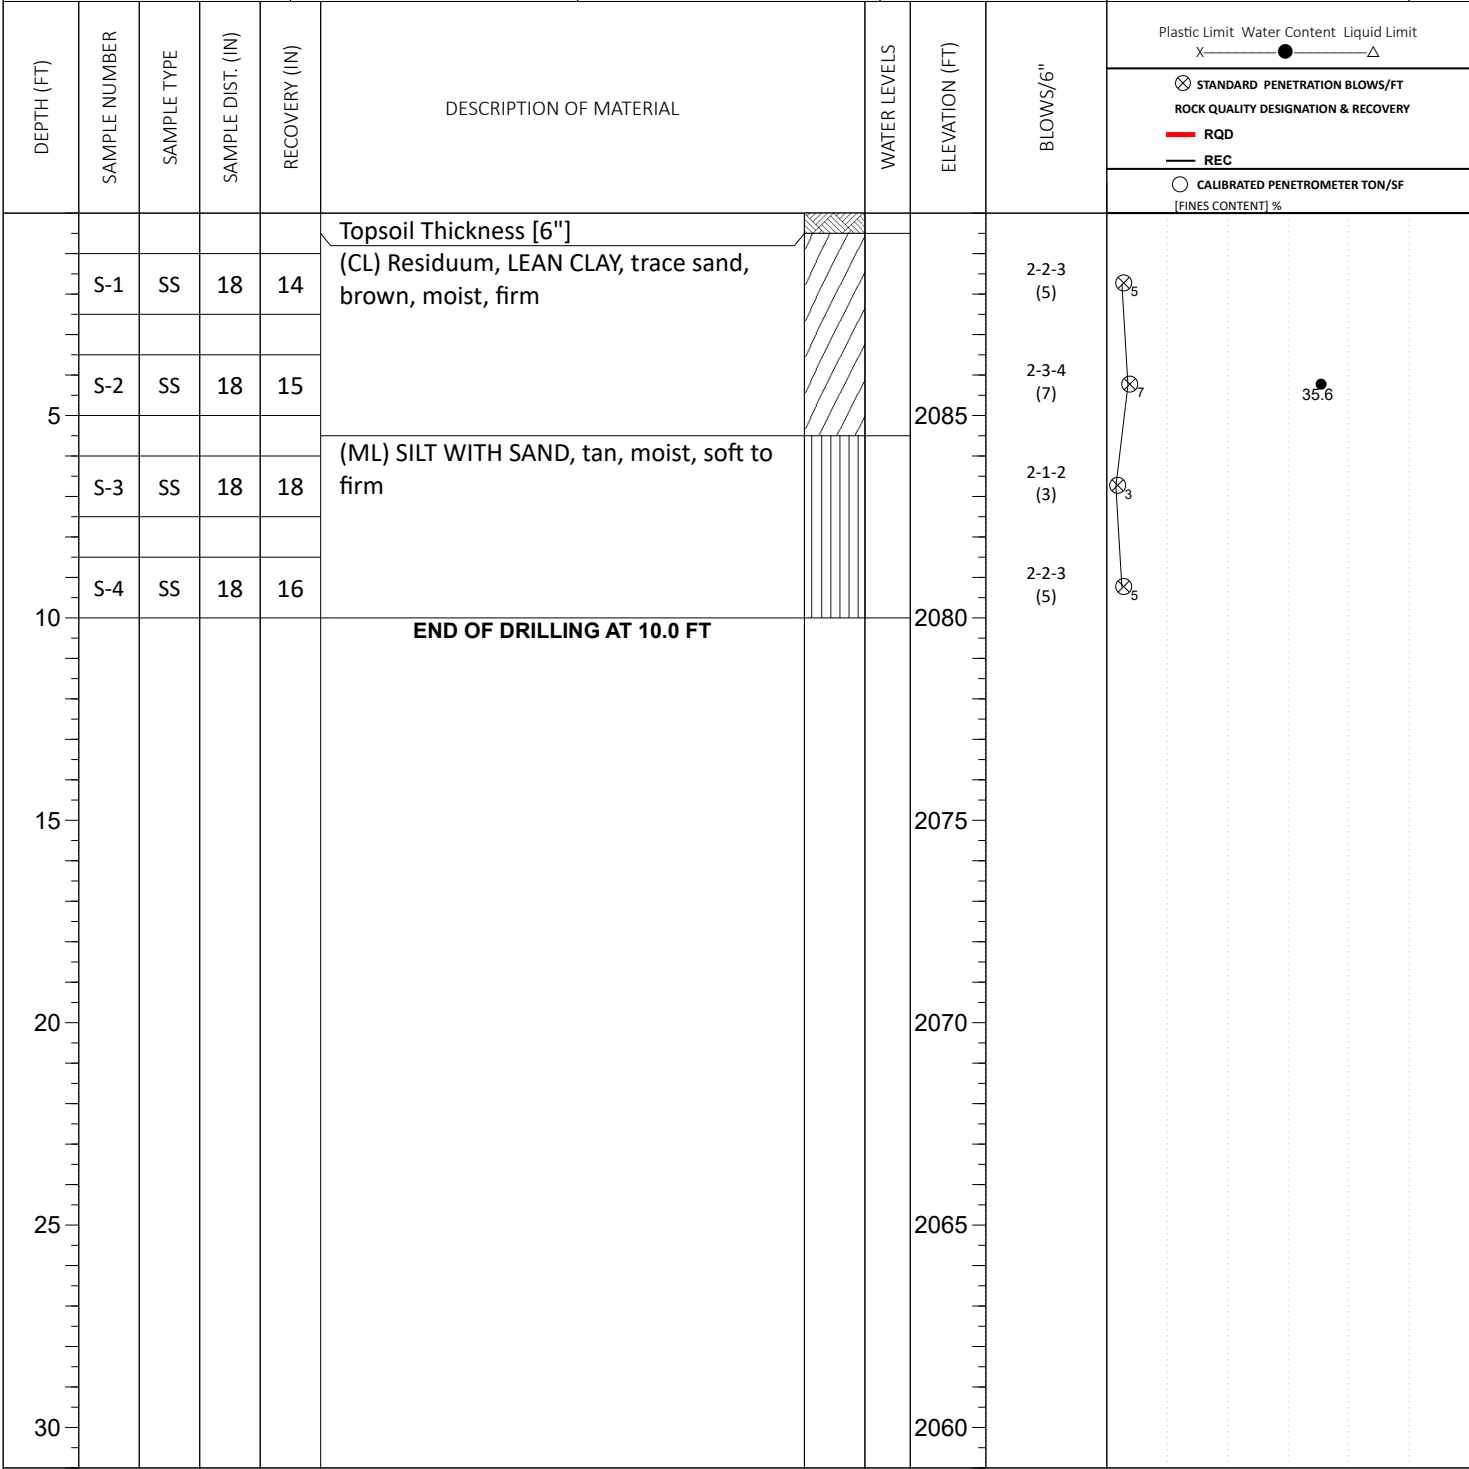 DEPTH (FT)
SAMPLE NUMBER
SAMPLE TYPE
SAMPLE DIST. (IN)
RECOVERY (IN)
DESCRIPTION OF MATERIAL
WATER LEVELS
ELEVATION (FT)
BLOWS/6"
Plastic Limit Water Content Liquid Limit
X
STANDARD PENETRATION BLOWS/FT
ROCK QUALITY DESIGNATION & RECOVERY
RQD
REC
CALIBRATED PENETROMETER TON/SF
[FINES CONTENT] %
Topsoil Thickness [6"]
(CL) Residuum, LEAN CLAY, trace sand,
brown, moist, firm
S-1 SS 18 14
2-2-3
(5)
5
S-2 SS 18 15
2-3-4
(7)
7
35.6
5
2085
(ML) SILT WITH SAND, tan, moist, soft to
firm
S-3 SS 18 18
2-1-2
(3)
3
S-4 SS 18 16
2-2-3
(5)
5
10
2080
END OF DRILLING AT 10.0 FT
15
2075
20
2070
25
2065
30
2060